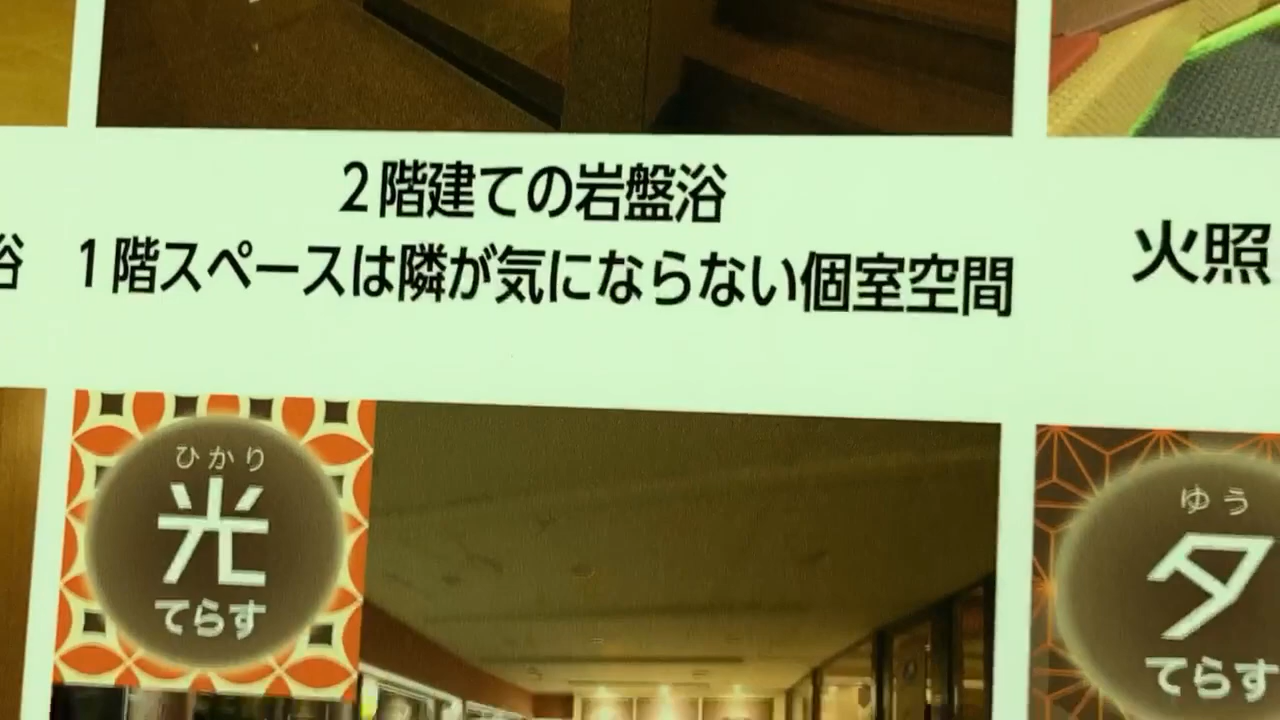 2階建ての岩盤浴
浴
1階スペースは隣が気にならない個室空間
火照
ひかり
光
てらす
ゆう
夕
てらす